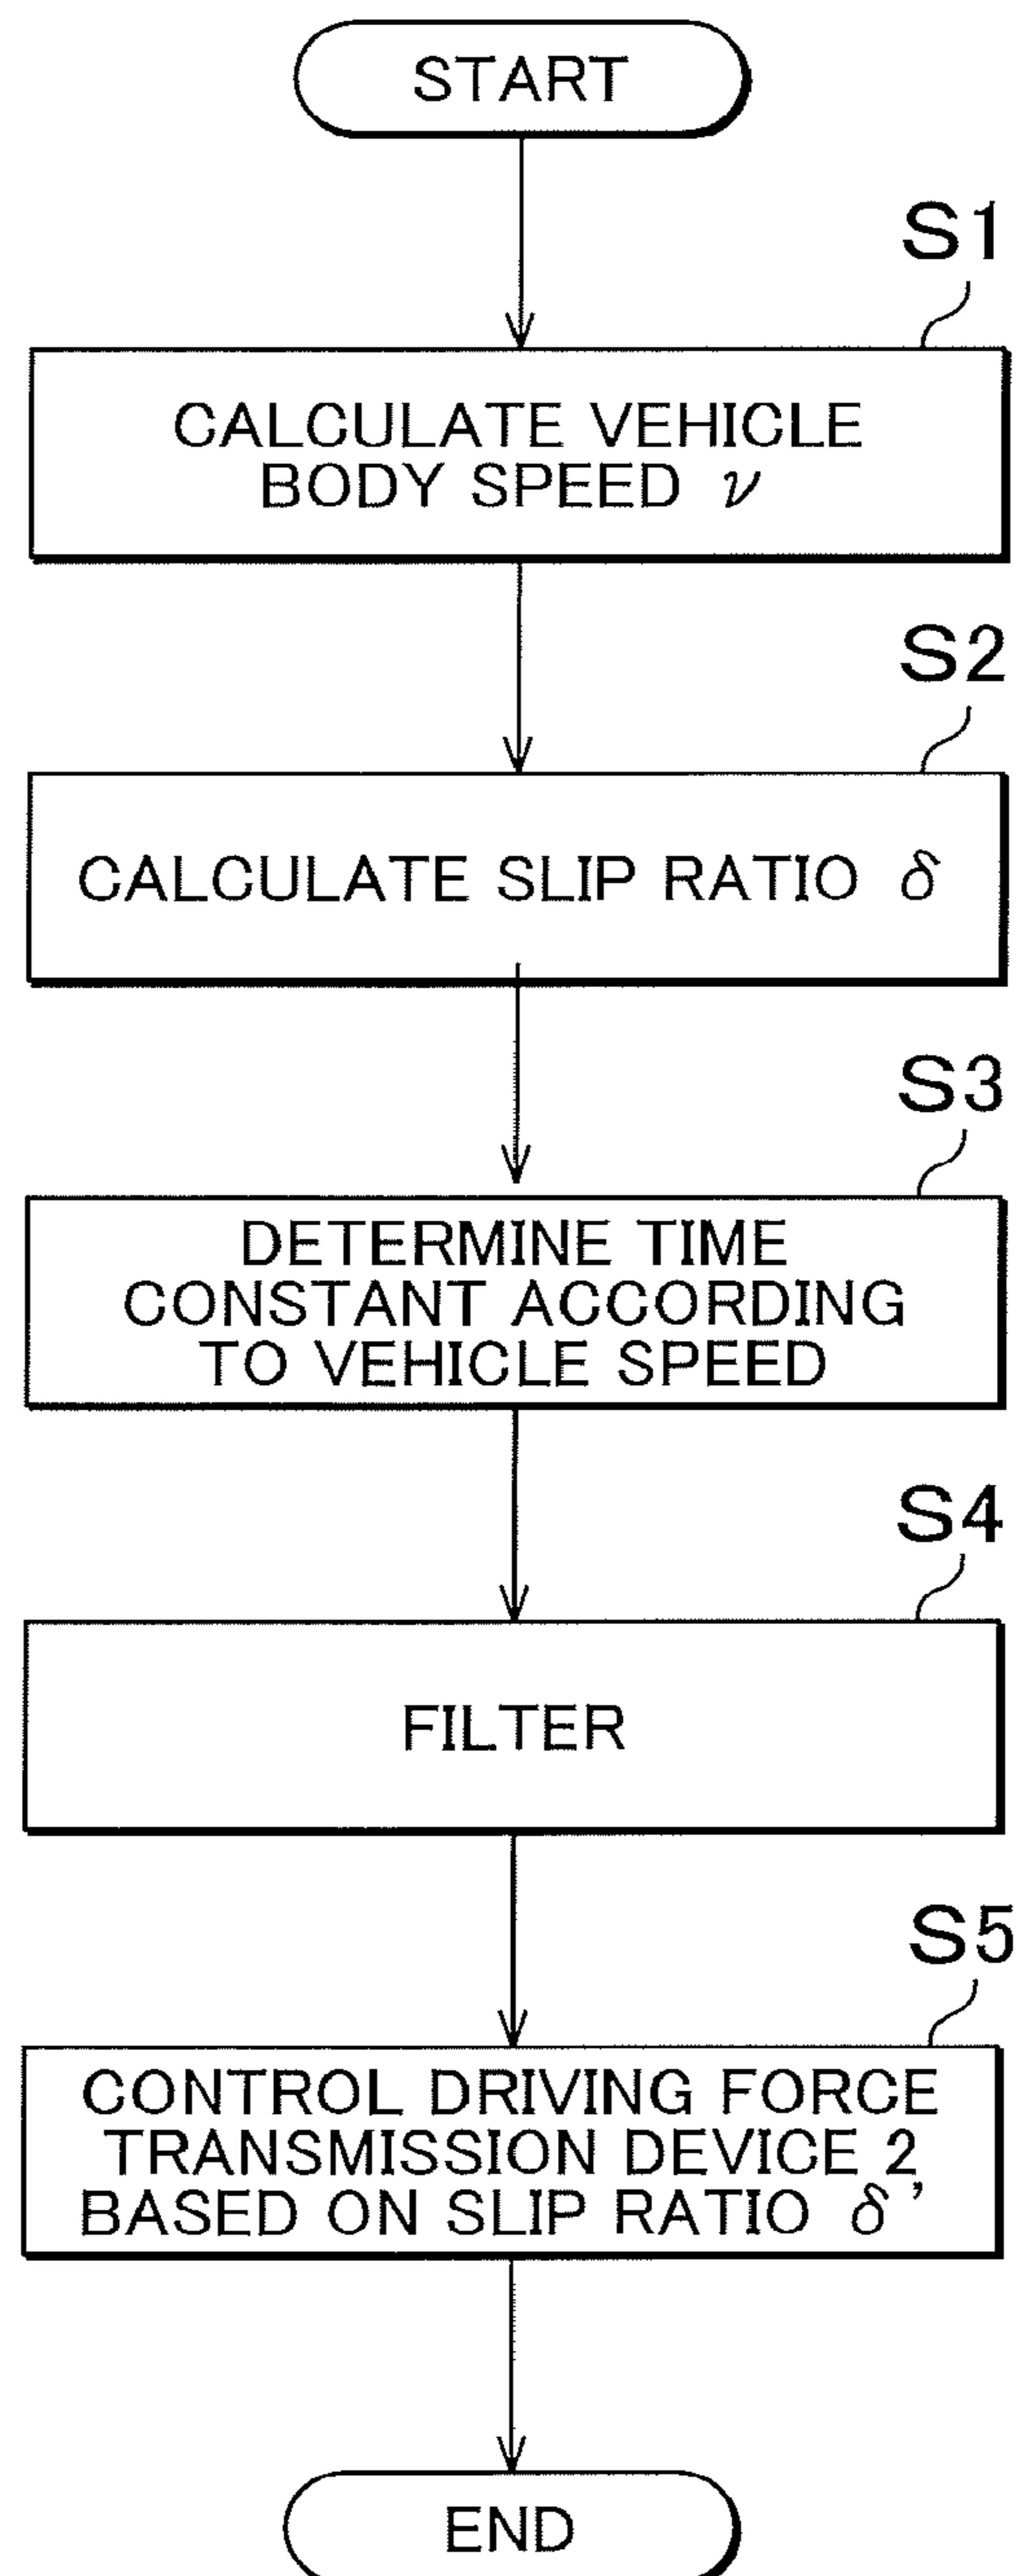 START
S1
CALCULATE VEHICLE
BODY SPEED ν
S2
CALCULATE SLIP RATIO δ
S3
DETERMINE TIME
CONSTANT ACCORDING
TO VEHICLE SPEED
S4
FILTER
S5
CONTROL DRIVING FORCE
TRANSMISSION DEVICE 2
BASED ON SLIP RATIO δ’
END